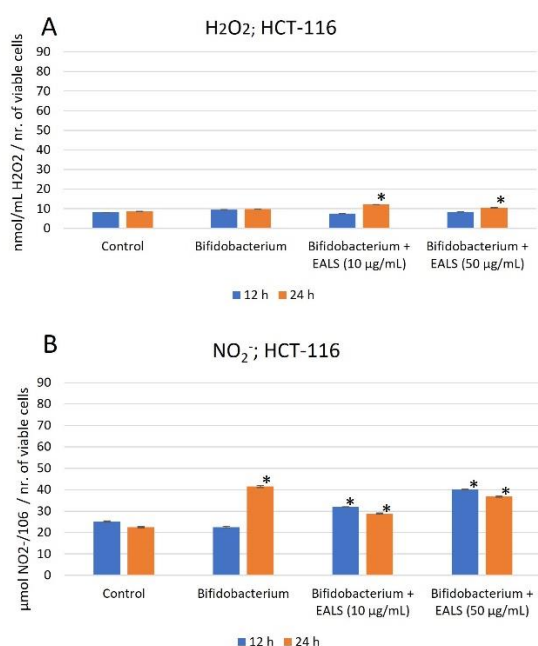 A
H2O2; HCT-116
nmol/mL H2O2 / nr. of viable cells
90
80
70
60
50
40
30
20
10
0
* *
Control Bifidobacterium Bifidobacterium + EALS (10 µg/mL) Bifidobacterium + EALS (50 µg/mL)
12 h 24 h
B
NO₂⁻; HCT-116
µmol NO2-/106 / nr. of viable cells
90
80
70
60
50
40
30
20
10
0
* * * * *
Control Bifidobacterium Bifidobacterium + EALS (10 µg/mL) Bifidobacterium + EALS (50 µg/mL)
12 h 24 h